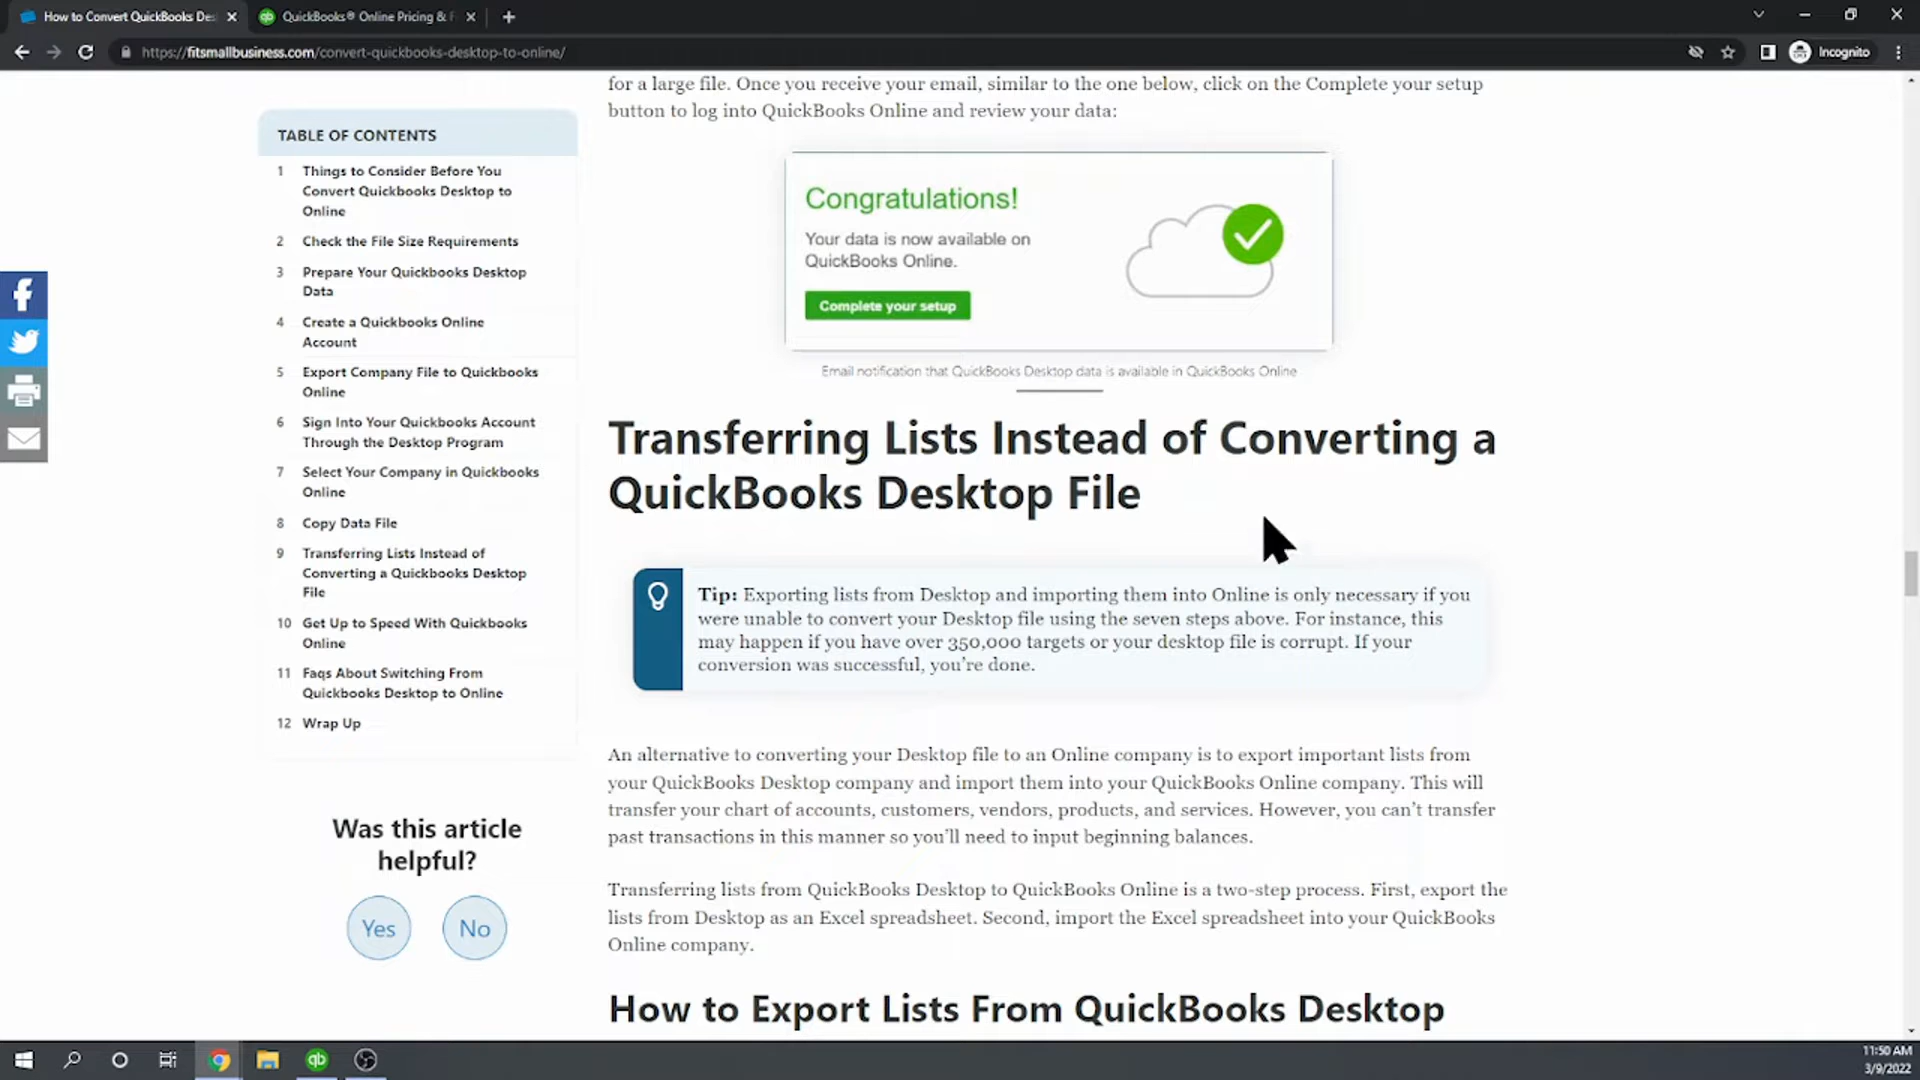 How to Convert QuickBooks Des
QuickBooks® Online Pricing & F
https://fitsmallbusiness.com/convert-quickbooks-desktop-to-online/
Incognito
for a large file. Once you receive your email, similar to the one below, click on the Complete your setup
button to log into QuickBooks Online and review your data:
TABLE OF CONTENTS
1 Things to Consider Before You
Convert Quickbooks Desktop to
Online
2 Check the File Size Requirements
3 Prepare Your Quickbooks Desktop
Data
4 Create a Quickbooks Online
Account
5 Export Company File to Quickbooks
Online
6 Sign Into Your Quickbooks Account
Through the Desktop Program
7 Select Your Company in Quickbooks
Online
8 Copy Data File
9 Transferring Lists Instead of
Converting a Quickbooks Desktop
File
10 Get Up to Speed With Quickbooks
Online
11 Faqs About Switching From
Quickbooks Desktop to Online
12 Wrap Up
Was this article
helpful?
Yes
No
Congratulations!
Your data is now available on
QuickBooks Online.
Complete your setup
Email notification that QuickBooks Desktop data is available in QuickBooks Online
Transferring Lists Instead of Converting a
QuickBooks Desktop File
Tip: Exporting lists from Desktop and importing them into Online is only necessary if you
were unable to convert your Desktop file using the seven steps above. For instance, this
may happen if you have over 350,000 targets or your desktop file is corrupt. If your
conversion was successful, you're done.
An alternative to converting your Desktop file to an Online company is to export important lists from
your QuickBooks Desktop company and import them into your QuickBooks Online company. This will
transfer your chart of accounts, customers, vendors, products, and services. However, you can't transfer
past transactions in this manner so you'll need to input beginning balances.
Transferring lists from QuickBooks Desktop to QuickBooks Online is a two-step process. First, export the
lists from Desktop as an Excel spreadsheet. Second, import the Excel spreadsheet into your QuickBooks
Online company.
How to Export Lists From QuickBooks Desktop
11:50 AM
3/9/2022